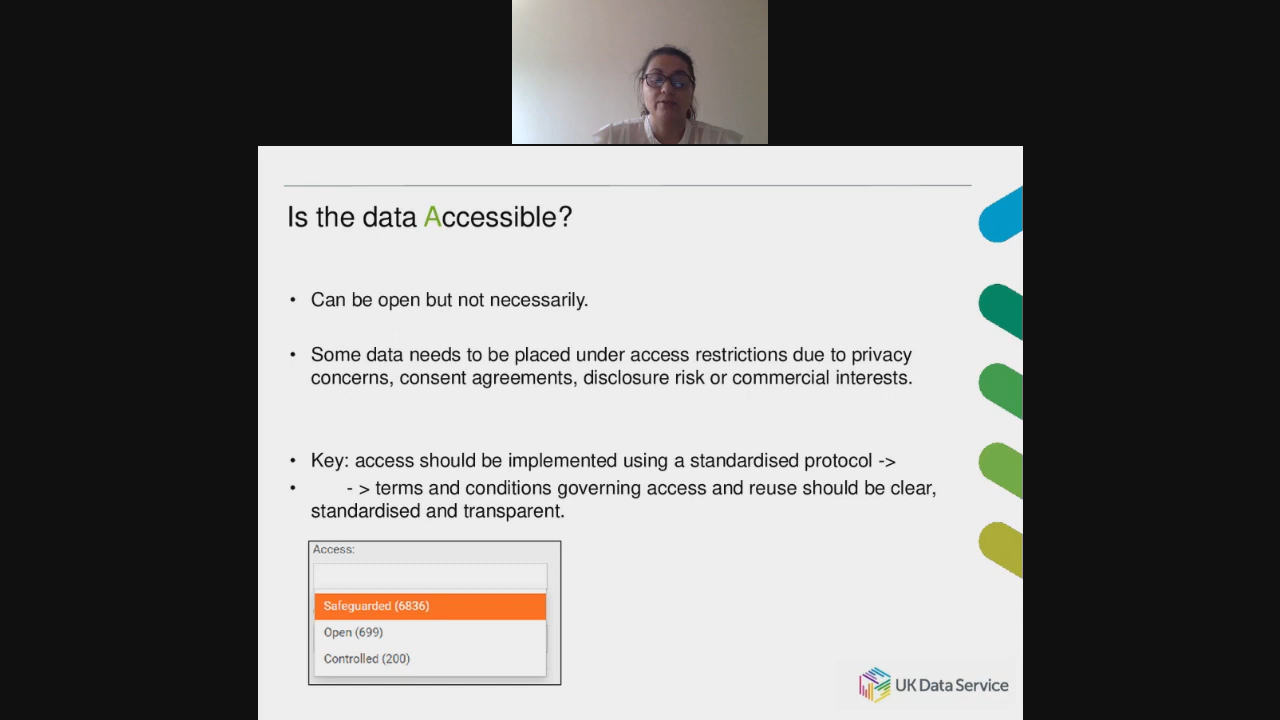 Is the data Accessible?
• Can be open but not necessarily.
• Some data needs to be placed under access restrictions due to privacy
concerns, consent agreements, disclosure risk or commercial interests.
• Key: access should be implemented using a standardised protocol ->
• - > terms and conditions governing access and reuse should be clear,
standardised and transparent.
Access:
Safeguarded (6836)
Open (699)
Controlled (200)
UK Data Service